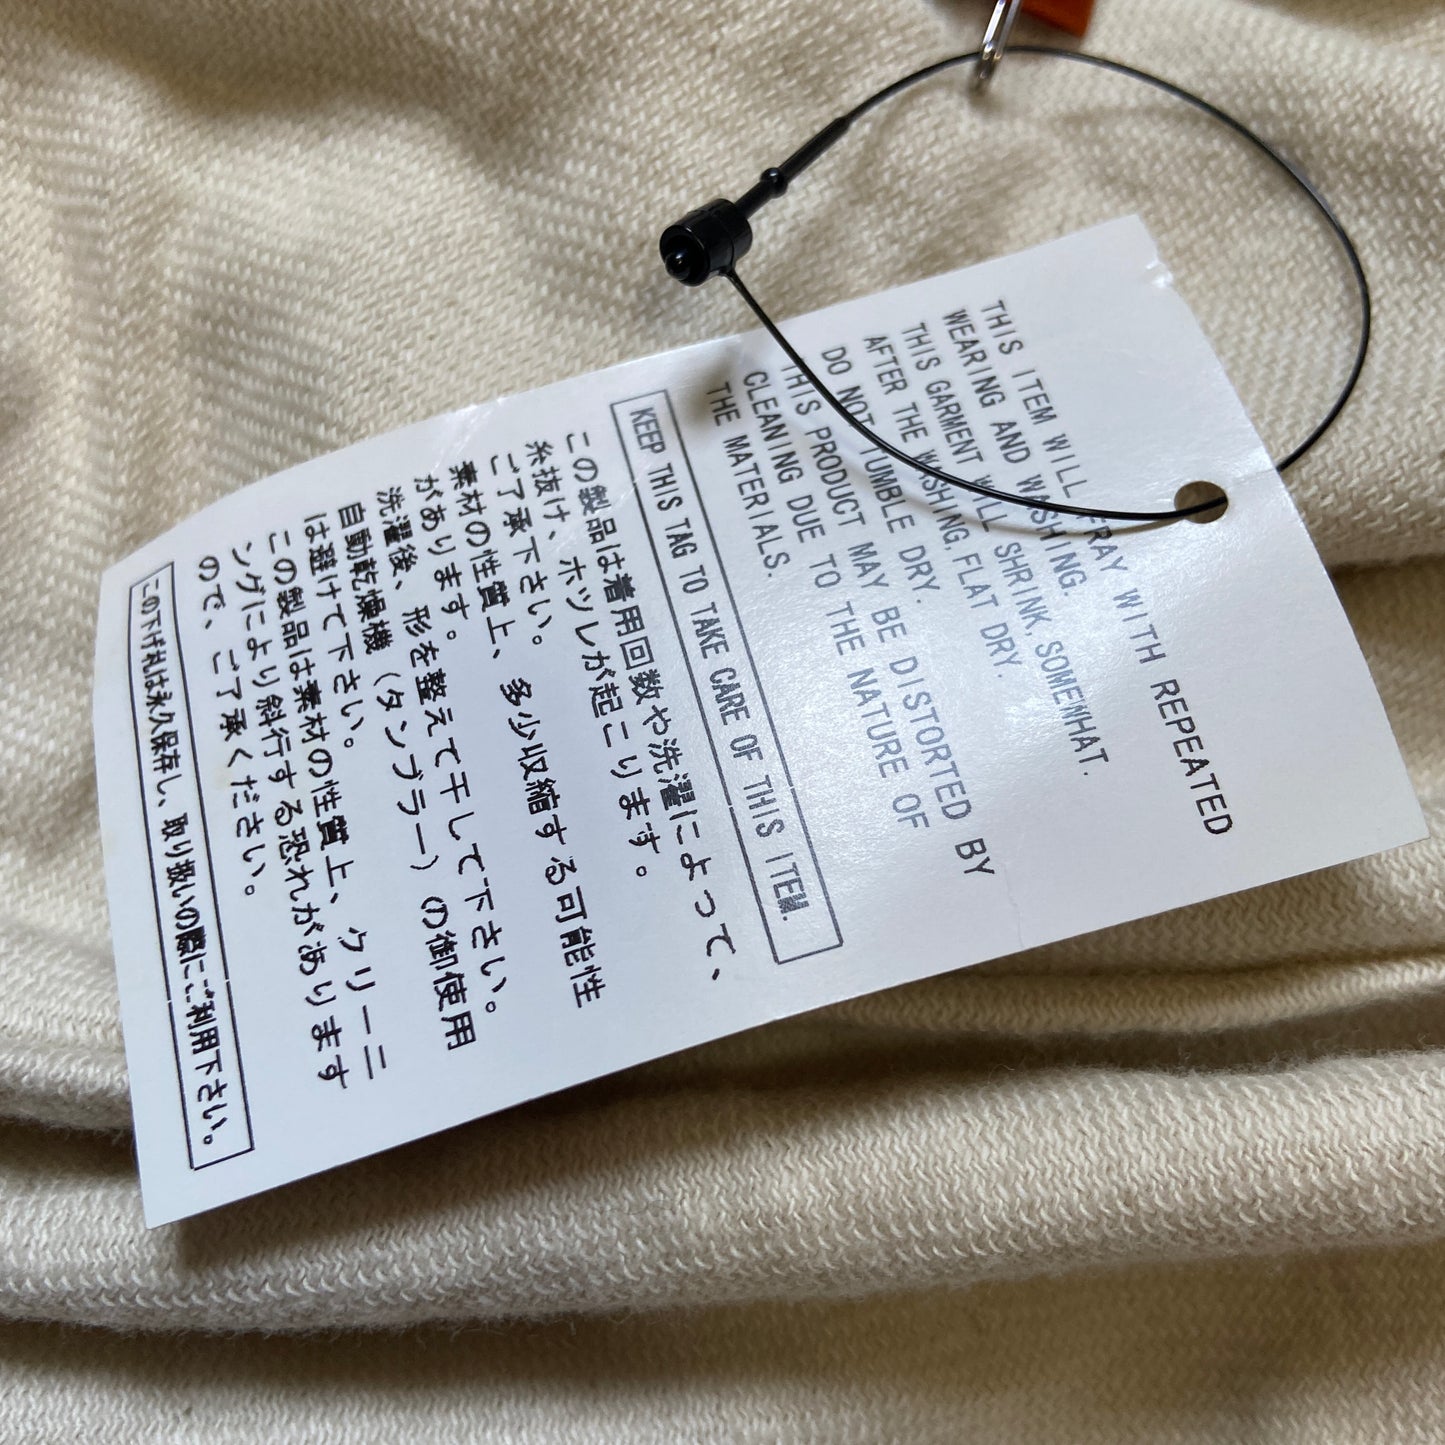 THIS ITEM WILL FRAY WITH REPEATED
WEARING AND WASHING.
THIS GARMENT WILL SHRINK, SOMEWHAT.
AFTER THE WASHING, FLAT DRY.
DO NOT TUMBLE DRY.
THIS PRODUCT MAY BE DISTORTED BY
CLEANING DUE TO THE NATURE OF
THE MATERIALS.
KEEP THIS TAG TO TAKE CARE OF THIS ITEM.
この製品は着用回数や洗濯によって、
糸抜け、ホツレが起こります。
ご了承下さい。
素材の性質上、多少収縮する可能性
があります。
洗濯後、形を整えて干して下さい。
自動乾燥機（タンブラー）の御使用
は避けて下さい。
この製品は素材の性質上、クリーニ
ングにより斜行する恐れがあります
ので、ご了承ください。
この下げ札は永久保存し、取り扱いの際にご利用下さい。